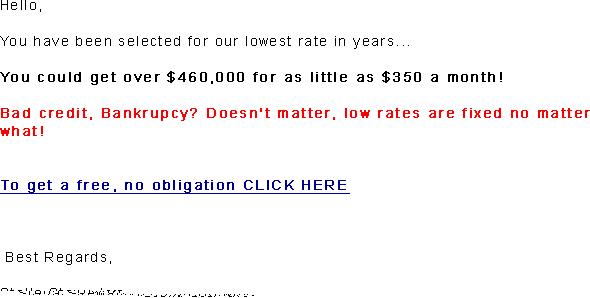 Hello,
You have been selected for our lowest rate in years...
You could get over $460,000 for as little as $350 a month!
Bad credit, Bankrupcy? Doesn't matter, low rates are fixed no matter
what!
To get a free, no obligation CLICK HERE
Best Regards,